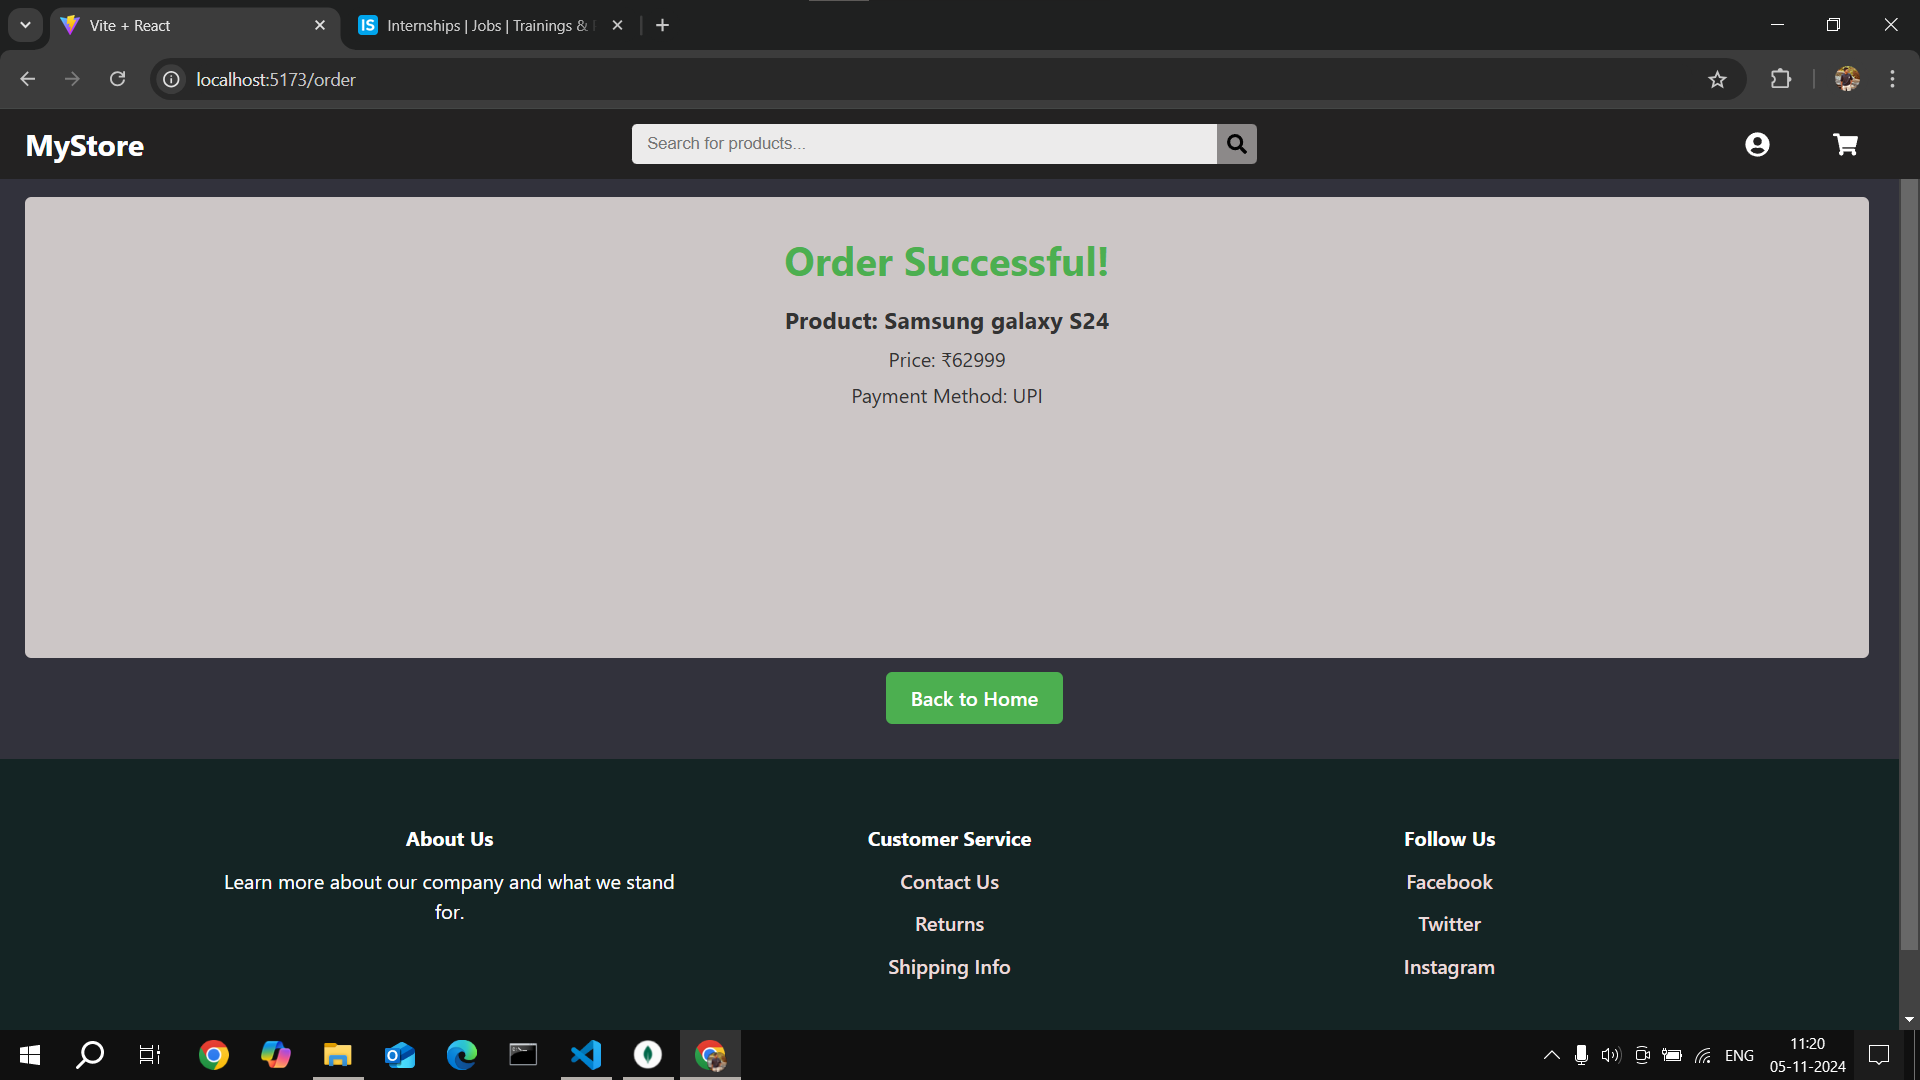 Vite + React
IS Internships | Jobs | Trainings &
localhost:5173/order
MyStore
Search for products...
Order Successful!
Product: Samsung galaxy S24
Price: ₹62999
Payment Method: UPI
Back to Home
About Us
Learn more about our company and what we stand
for.
Customer Service
Contact Us
Returns
Shipping Info
Follow Us
Facebook
Twitter
Instagram
ENG
11:20
05-11-2024